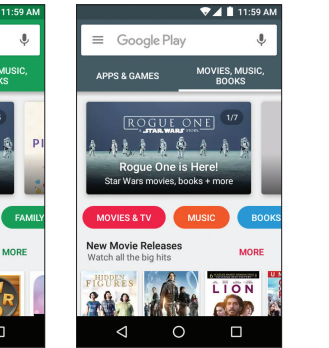 11:59 AM
MUSIC,
KS
PI
FAMILY
MORE
11:59 AM
Google Play
APPS & GAMES
MOVIES, MUSIC,
BOOKS
ROGUE ONE
A STAR WARS STORY
1/7
Rogue One is Here!
Star Wars movies, books + more
MOVIES & TV
MUSIC
BOOKS
New Movie Releases
Watch all the big hits
MORE
HIDDEN
FIGURES
LION